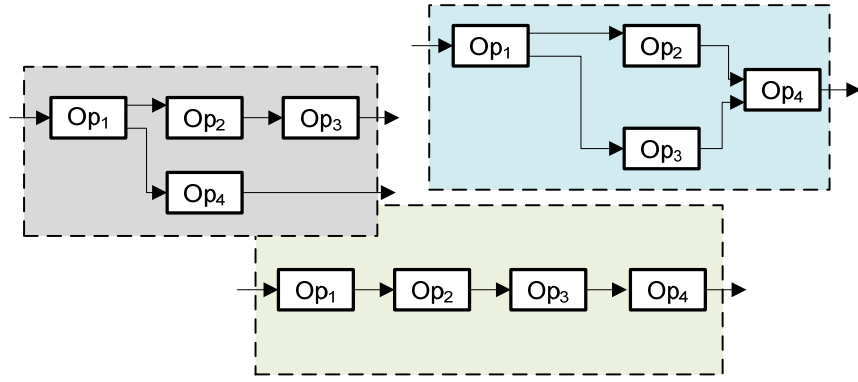 Op₁ Op₂ Op₃
Op₄
Op₁ Op₂
Op₄
Op₃
Op₁ Op₂ Op₃ Op₄